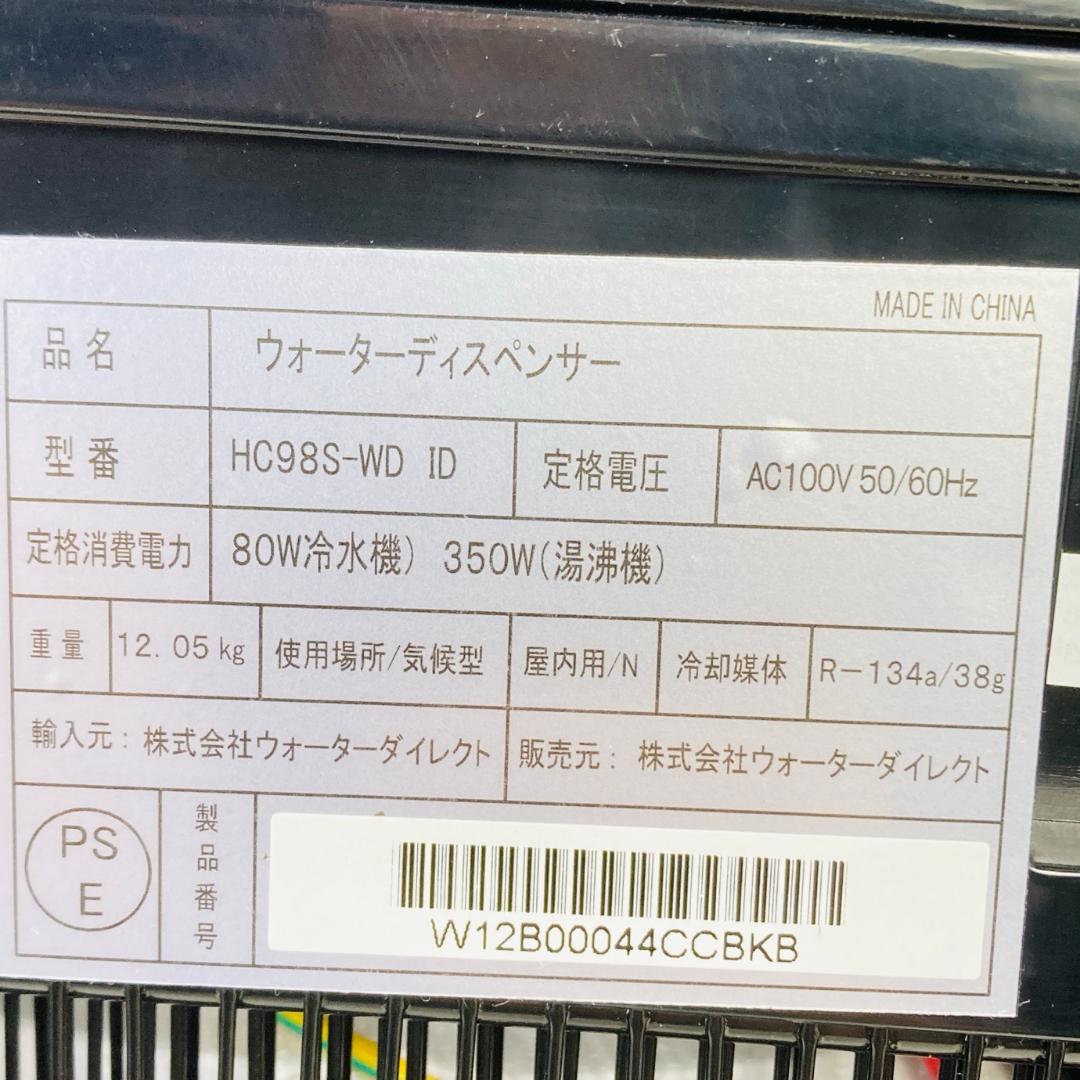 MADE IN CHINA
品名 ウォーターディスペンサー
型番 HC98S-WD ID 定格電圧 AC100V 50/60Hz
定格消費電力 80W冷水機) 350W(湯沸機)
重量 12.05kg 使用場所/気候型 屋内用/N 冷却媒体 R-134a/38g
輸入元: 株式会社ウォーターダイレクト 販売元: 株式会社ウォーターダイレクト
PS
E
製品番号
W12B00044CCBKB